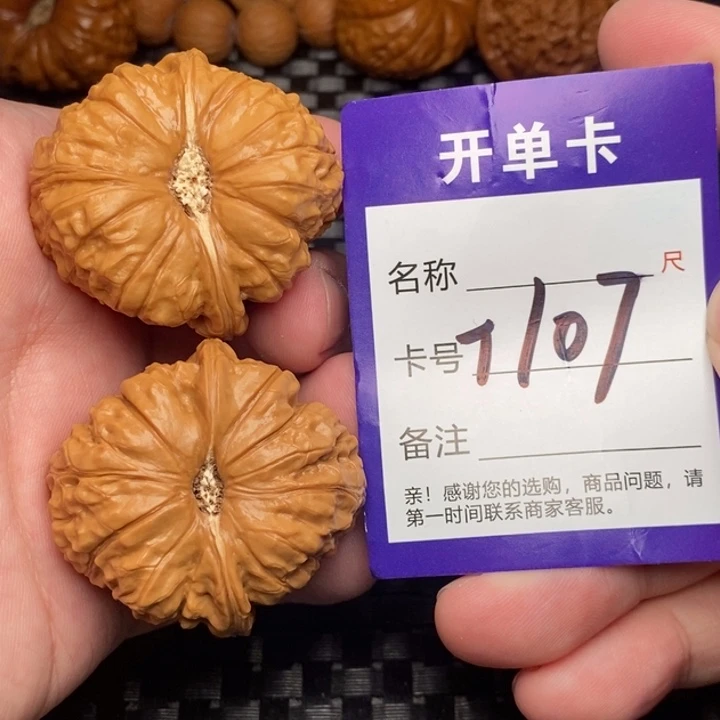 开单卡
名称 尺
卡号 7107
备注
亲！感谢您的选购，商品问题，请
第一时间联系商家客服。